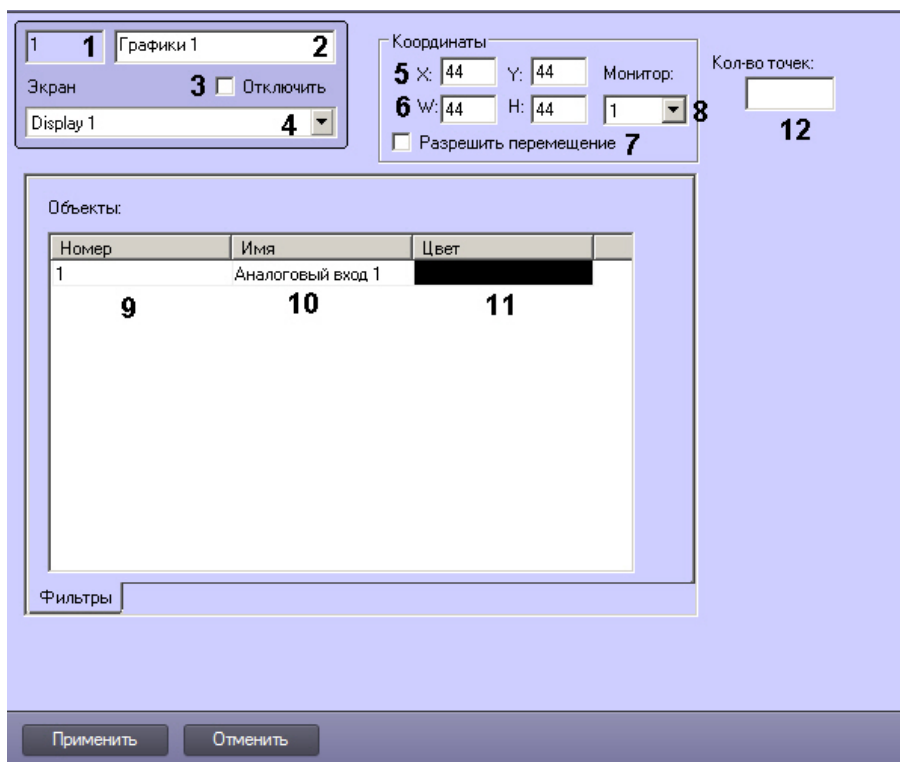 1 1 Графики 1 2
Экран 3 Отключить
Display 1 4
Координаты
5 X: 44 Y: 44 Монитор:
6 W: 44 H: 44 1 8
Разрешить перемещение 7
Кол-во точек:
12
Объекты:
Номер Имя Цвет
1 Аналоговый вход 1
9 10 11
Фильтры
Применить Отменить